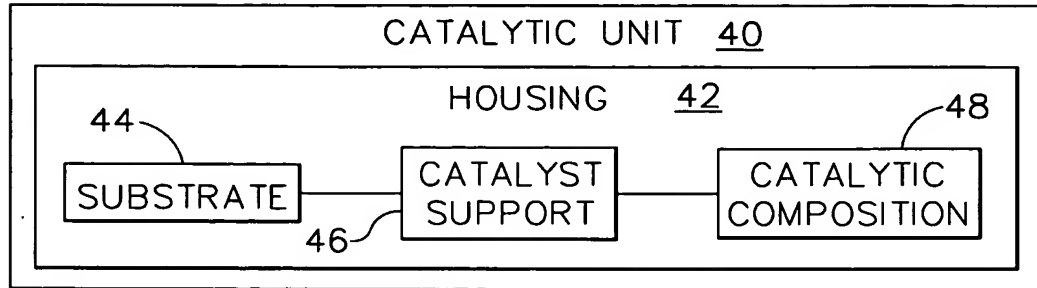 CATALYTIC UNIT 40
HOUSING 42
44
48
SUBSTRATE
CATALYST
SUPPORT
CATALYTIC
COMPOSITION
46